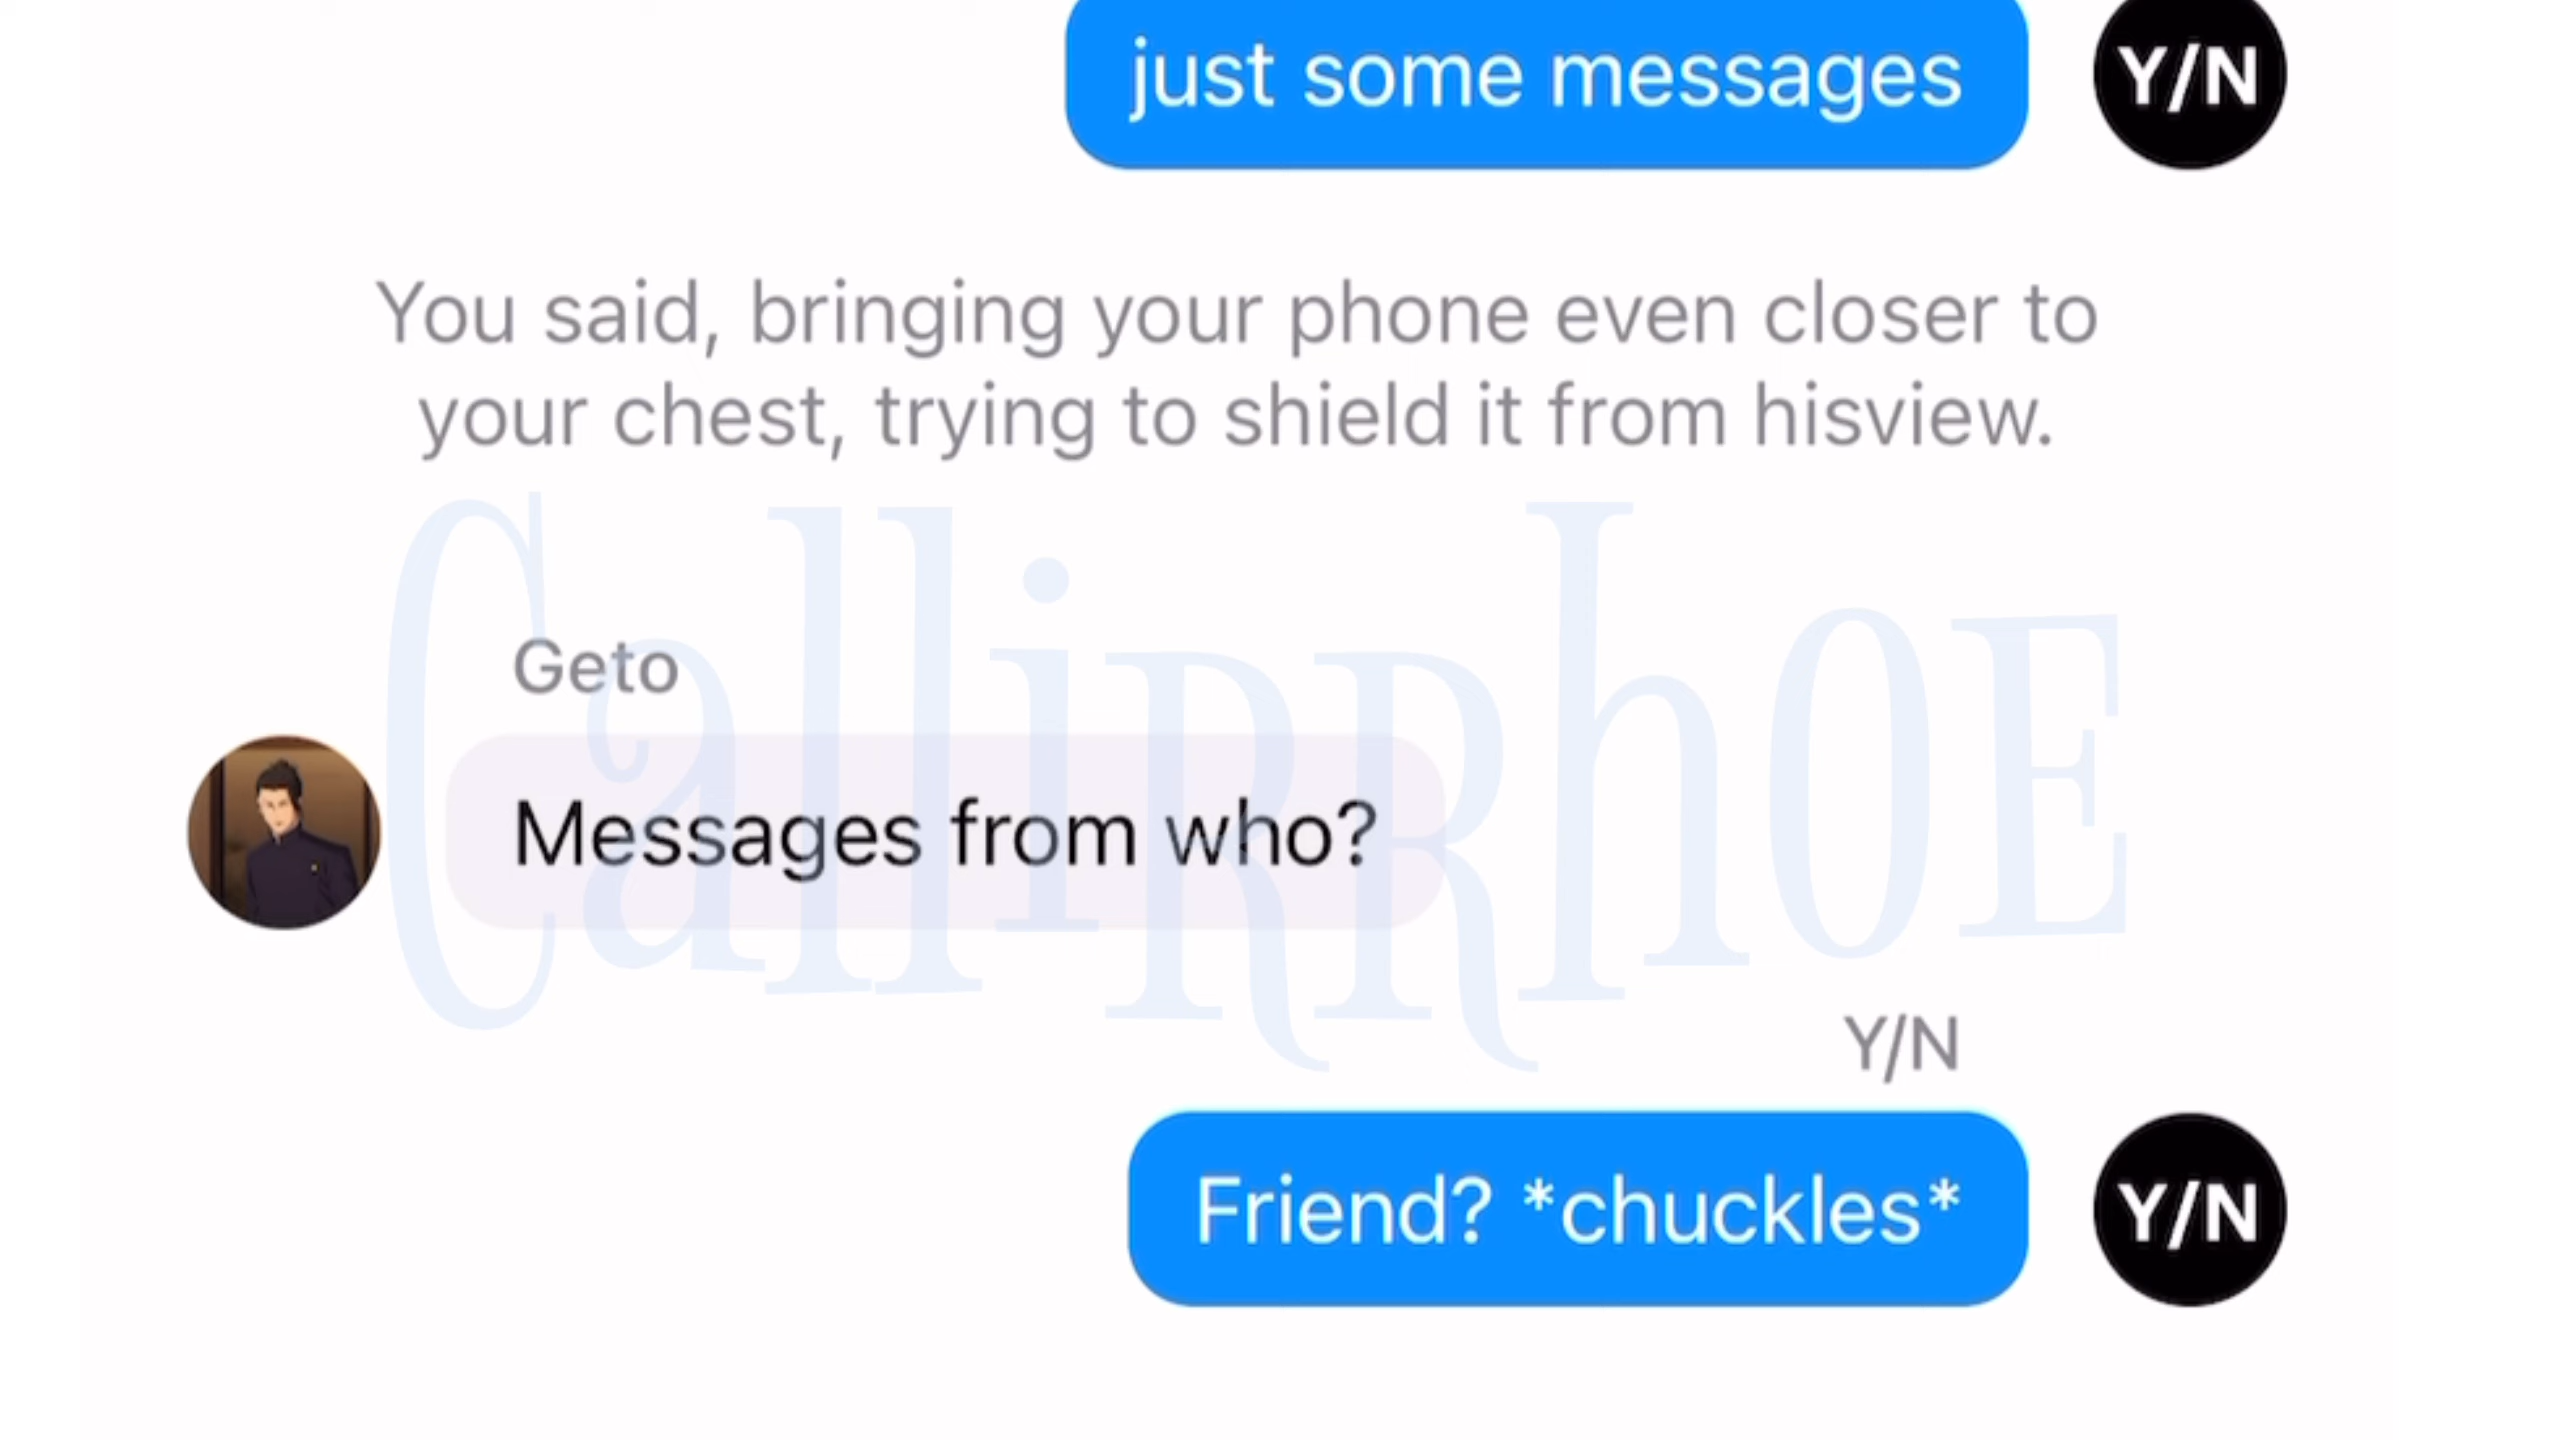 just some messages
Y/N
You said, bringing your phone even closer to
your chest, trying to shield it from hisview.
CallirrhOE
Geto
Messages from who?
Y/N
Friend? *chuckles*
Y/N